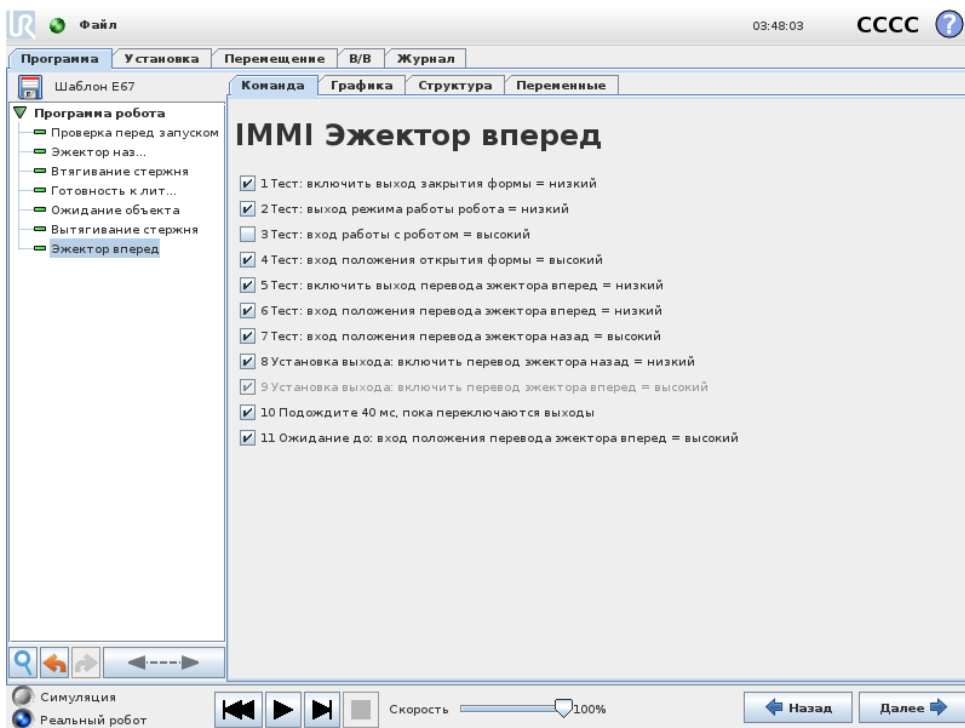 Файл
03:48:03
CCCC
?
Программа Установка Перемещение В/В Журнал
Шаблон E67
Команда Графика Структура Переменные
Программа робота
Проверка перед запуском
Эжектор наз...
Втягивание стержня
Готовность к лит...
Ожидание объекта
Вытягивание стержня
Эжектор вперед
IMMI Эжектор вперед
1 Тест: включить выход закрытия формы = низкий
2 Тест: выход режима работы робота = низкий
3 Тест: вход работы с роботом = высокий
4 Тест: вход положения открытия формы = высокий
5 Тест: включить выход перевода эжектора вперед = низкий
6 Тест: вход положения перевода эжектора вперед = низкий
7 Тест: вход положения перевода эжектора назад = высокий
8 Установка выхода: включить перевод эжектора назад = низкий
9 Установка выхода: включить перевод эжектора вперед = высокий
10 Подождите 40 мс, пока переключаются выходы
11 Ожидание до: вход положения перевода эжектора вперед = высокий
Симуляция
Реальный робот
Скорость 100%
Назад
Далее